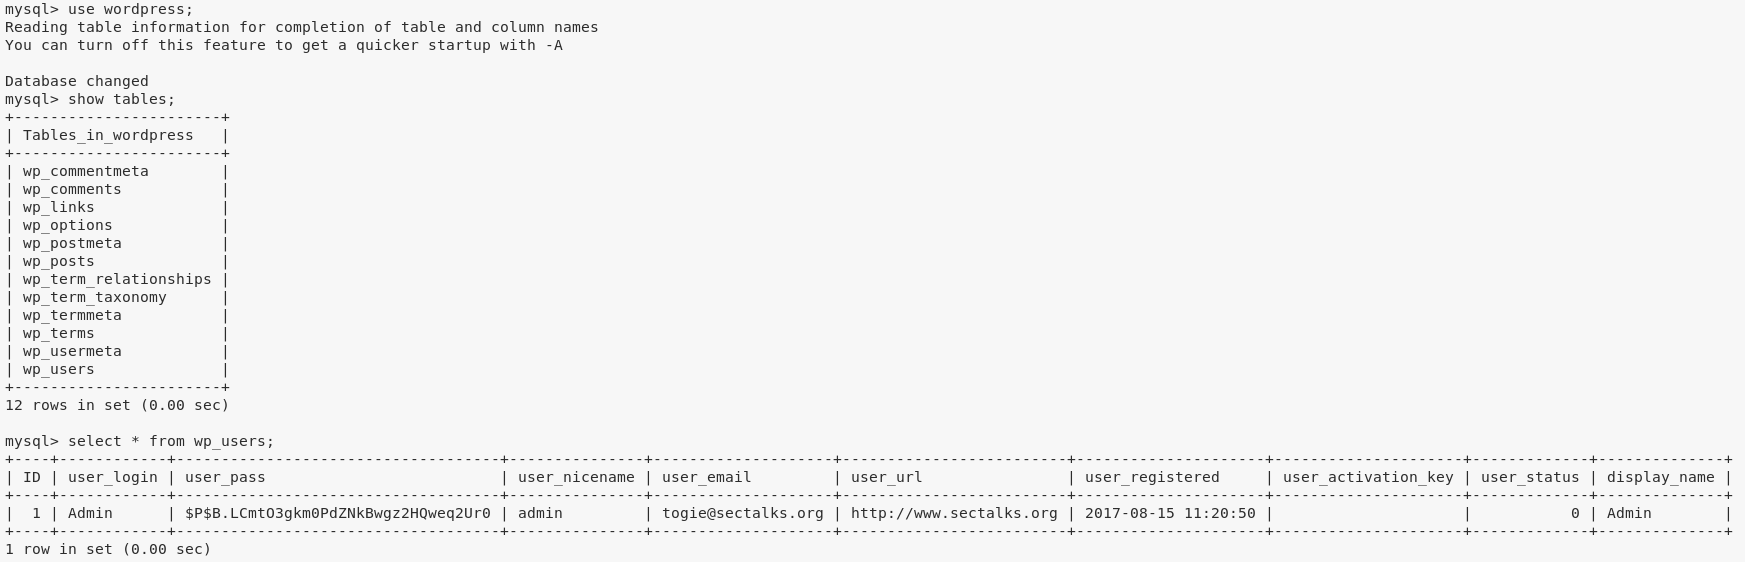 mysql> use wordpress;
Reading table information for completion of table and column names
You can turn off this feature to get a quicker startup with -A

Database changed
mysql> show tables;
+-----------------------+
| Tables_in_wordpress   |
+-----------------------+
| wp_commentmeta        |
| wp_comments           |
| wp_links              |
| wp_options            |
| wp_postmeta           |
| wp_posts              |
| wp_term_relationships |
| wp_term_taxonomy      |
| wp_termmeta           |
| wp_terms              |
| wp_usermeta           |
| wp_users              |
+-----------------------+
12 rows in set (0.00 sec)

mysql> select * from wp_users;
+----+------------+------------------------------------+---------------+--------------------+-------------------------+---------------------+---------------------+-------------+--------------+
| ID | user_login | user_pass                          | user_nicename | user_email         | user_url                | user_registered     | user_activation_key | user_status | display_name |
+----+------------+------------------------------------+---------------+--------------------+-------------------------+---------------------+---------------------+-------------+--------------+
|  1 | Admin      | $P$B.LCmtO3gkm0PdZNkBwgz2HQweq2Ur0 | admin         | togie@sectalks.org | http://www.sectalks.org | 2017-08-15 11:20:50 |                     |           0 | Admin        |
+----+------------+------------------------------------+---------------+--------------------+-------------------------+---------------------+---------------------+-------------+--------------+
1 row in set (0.00 sec)